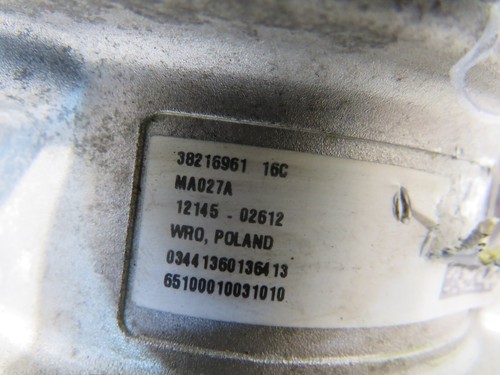 38216961 16C
MA027A
12145 - 02612
WRO, POLAND
03441360136413
65100010031010